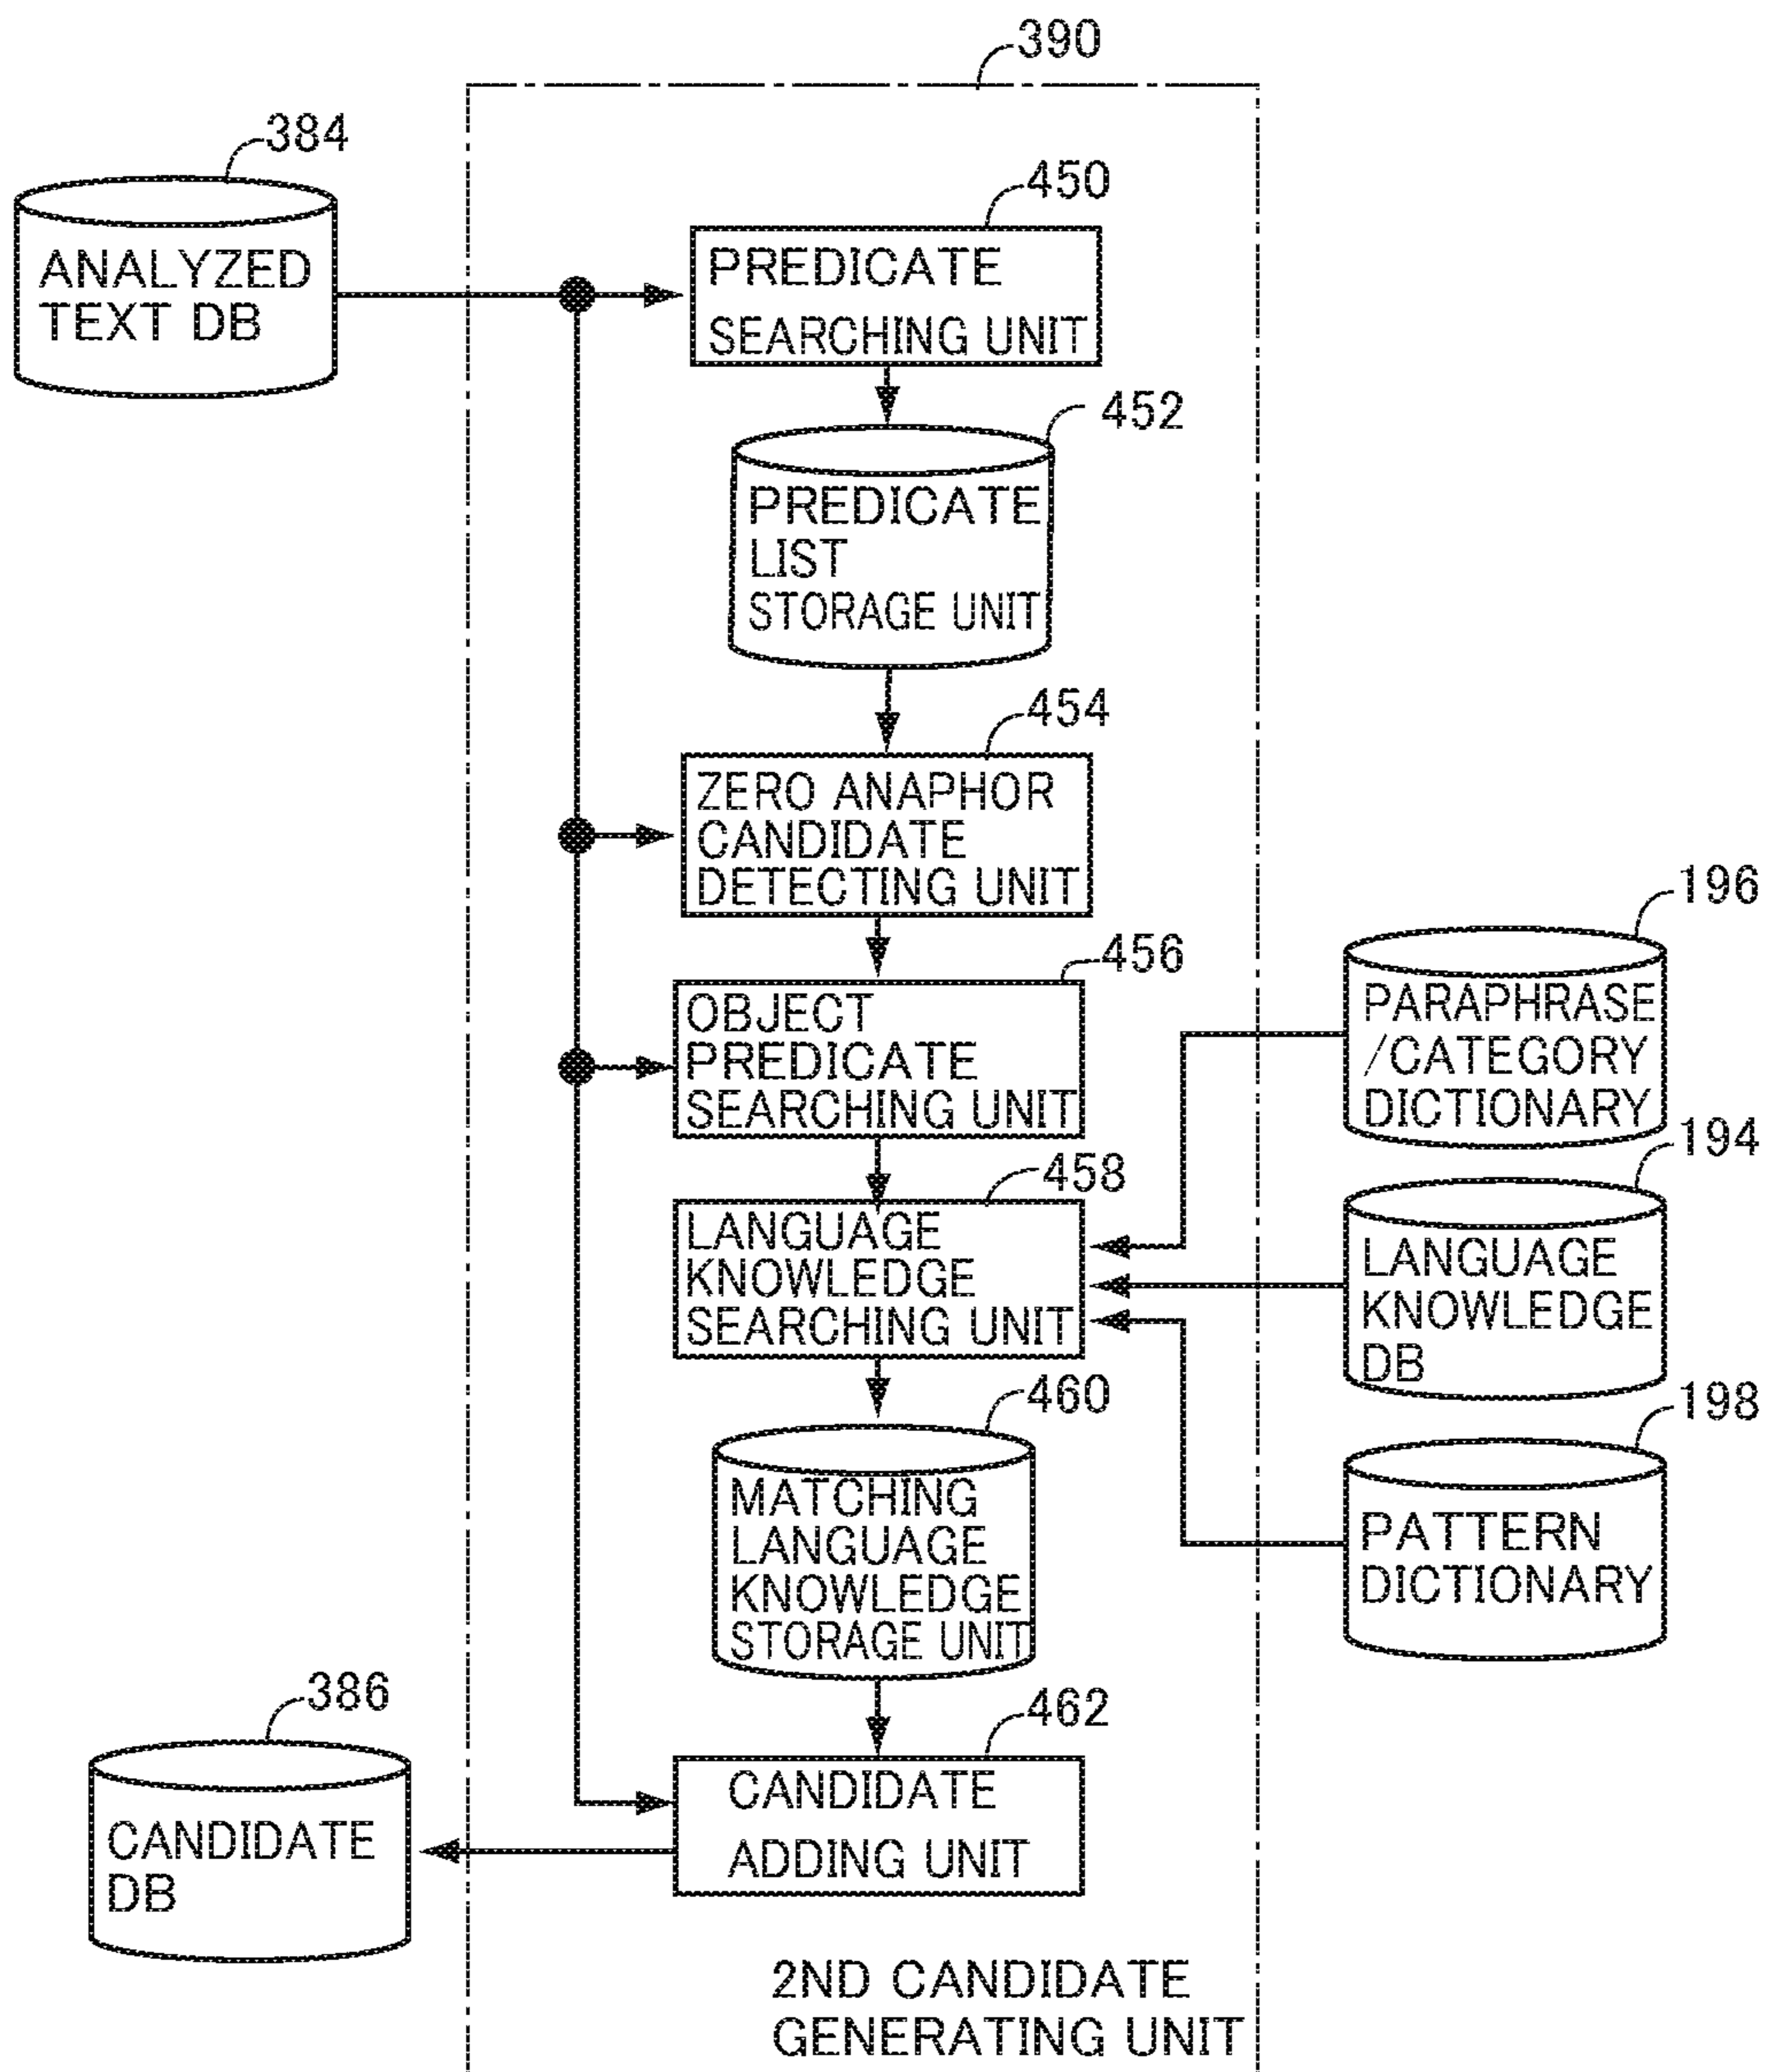 390
384
ANALYZED
TEXT DB
450
PREDICATE
SEARCHING UNIT
452
PREDICATE
LIST
STORAGE UNIT
454
ZERO ANAPHOR
CANDIDATE
DETECTING UNIT
456
OBJECT
PREDICATE
SEARCHING UNIT
196
PARAPHRASE
/CATEGORY
DICTIONARY
458
LANGUAGE
KNOWLEDGE
SEARCHING UNIT
194
LANGUAGE
KNOWLEDGE
DB
460
MATCHING
LANGUAGE
KNOWLEDGE
STORAGE UNIT
198
PATTERN
DICTIONARY
386
CANDIDATE
DB
462
CANDIDATE
ADDING UNIT
2ND CANDIDATE
GENERATING UNIT